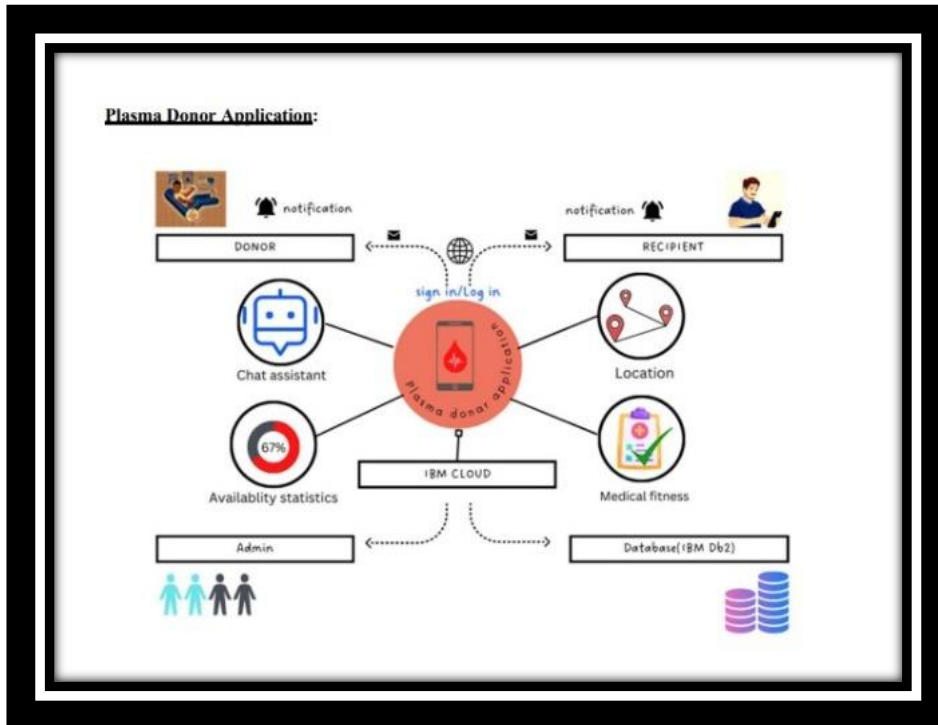 Plasma Donor Application:
notification
notification
DONOR
RECIPIENT
sign in/Log in
plasma donar application
Chat assistant
Location
67%
IBM CLOUD
Availablity statistics
Medical fitness
Admin
Database(IBM Db2)